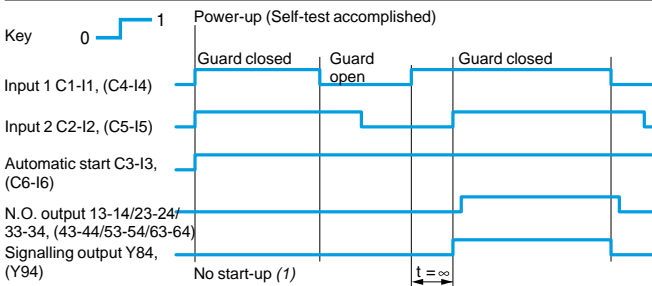 Key 0 1 Power-up (Self-test accomplished)
Guard closed Guard open Guard closed
Input 1 C1-I1, (C4-I4)
Input 2 C2-I2, (C5-I5)
Automatic start C3-I3,
(C6-I6)
N.O. output 13-14/23-24/
33-34, (43-44/53-54/63-64)
Signalling output Y84,
(Y94) No start-up (1) t = ∞